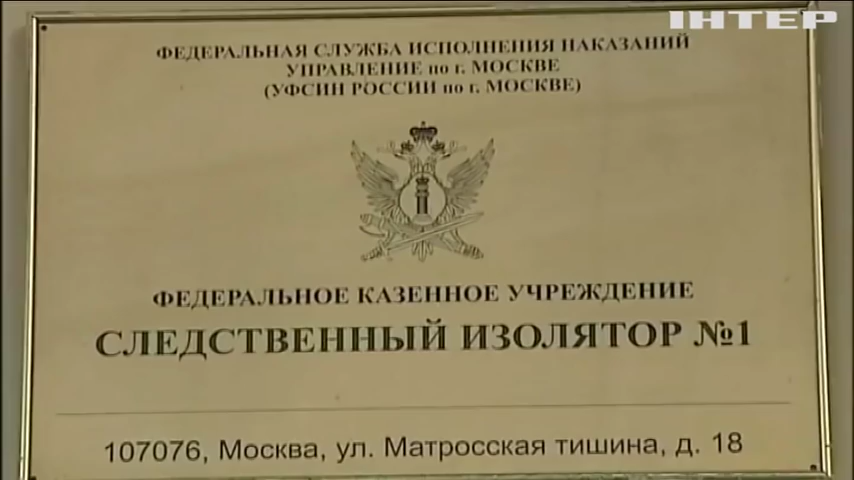 ІНТЕР
ФЕДЕРАЛЬНАЯ СЛУЖБА ИСПОЛНЕНИЯ НАКАЗАНИЙ
УПРАВЛЕНИЕ по г. МОСКВЕ
(УФСИН РОССИИ по г. МОСКВЕ)
ФЕДЕРАЛЬНОЕ КАЗЕННОЕ УЧРЕЖДЕНИЕ
СЛЕДСТВЕННЫЙ ИЗОЛЯТОР №1
107076, Москва, ул. Матросская тишина, д. 18